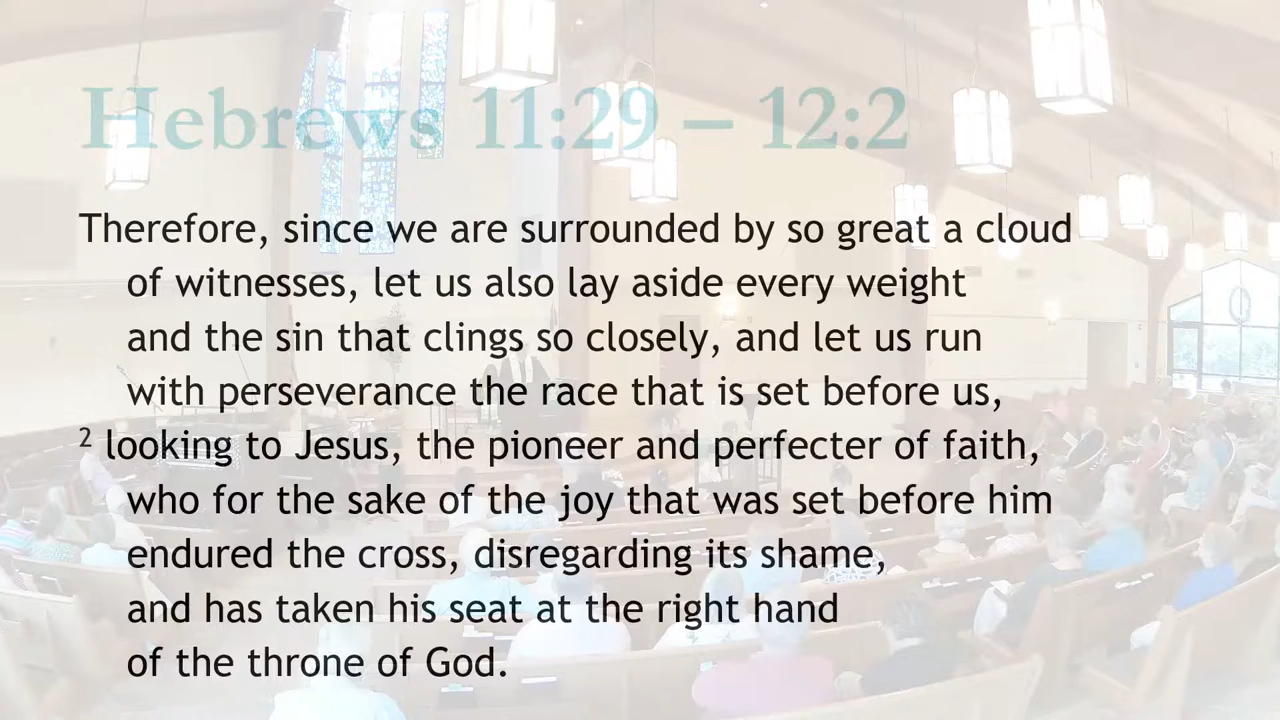 Hebrews 11:29 – 12:2
Therefore, since we are surrounded by so great a cloud
of witnesses, let us also lay aside every weight
and the sin that clings so closely, and let us run
with perseverance the race that is set before us,
2 looking to Jesus, the pioneer and perfecter of faith,
who for the sake of the joy that was set before him
endured the cross, disregarding its shame,
and has taken his seat at the right hand
of the throne of God.